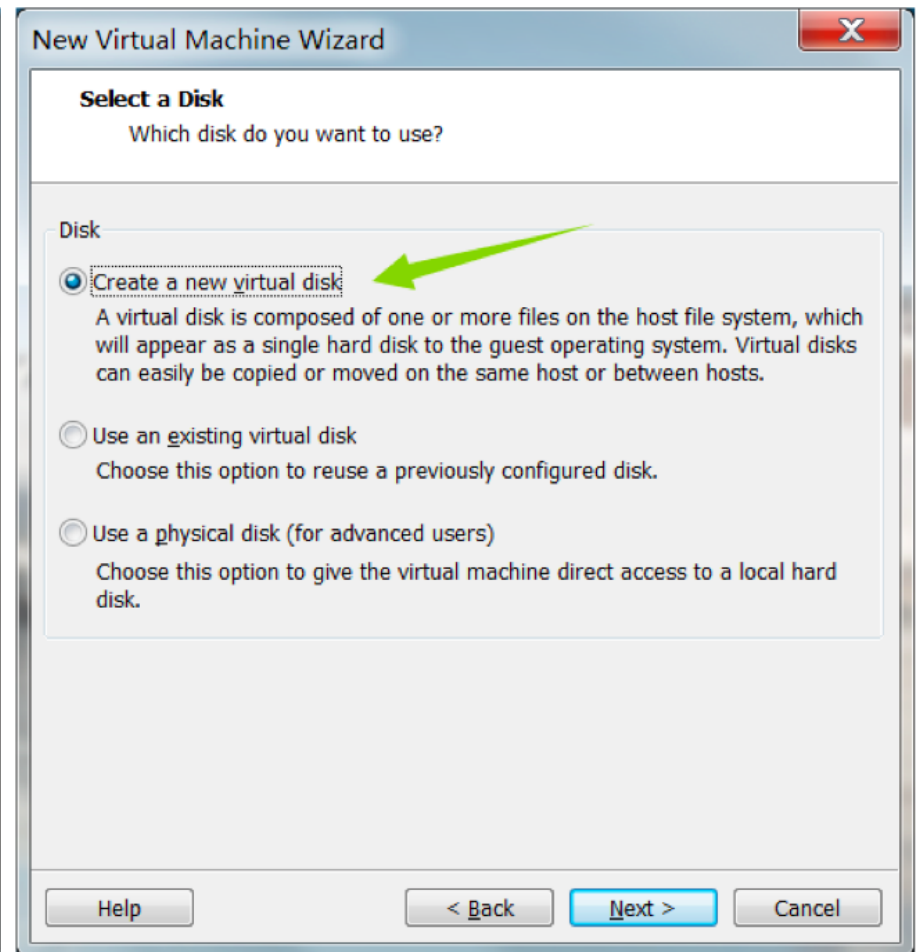 New Virtual Machine Wizard
X
Select a Disk
Which disk do you want to use?
Disk
Create a new virtual disk
A virtual disk is composed of one or more files on the host file system, which
will appear as a single hard disk to the guest operating system. Virtual disks
can easily be copied or moved on the same host or between hosts.
Use an existing virtual disk
Choose this option to reuse a previously configured disk.
Use a physical disk (for advanced users)
Choose this option to give the virtual machine direct access to a local hard
disk.
Help < Back Next > Cancel